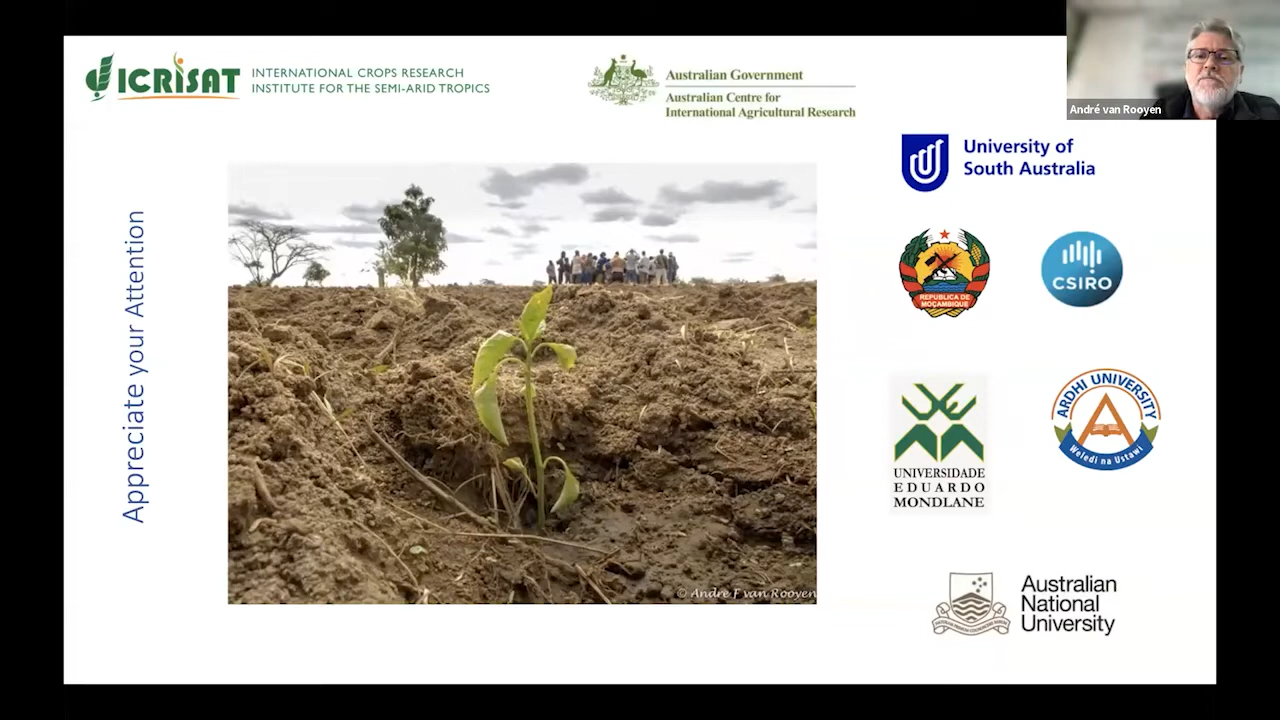 ICRISAT
INTERNATIONAL CROPS RESEARCH
INSTITUTE FOR THE SEMI-ARID TROPICS
Australian Government
Australian Centre for
International Agricultural Research
André van Rooyen
University of
South Australia
Appreciate your Attention
REPUBLICA DE
MOÇAMBIQUE
CSIRO
UNIVERSIDADE
EDUARDO
MONDLANE
ARDHI UNIVERSITY
Weledi na Ustawi
© Andre F van Rooyen
Australian
National
University